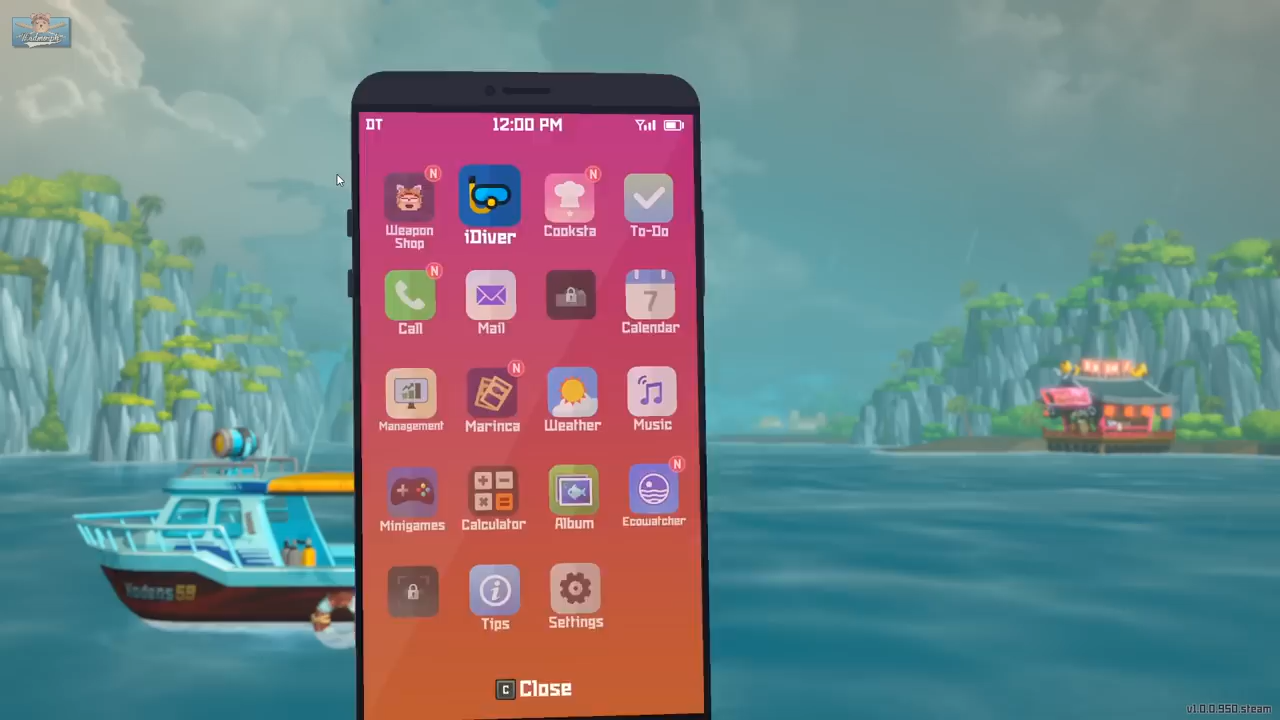 DT 12:00 PM
N N
Weapon Shop iDiver Cooksta To-Do
N
7
Call Mail Calendar
N
Management Marinca Weather Music
N
Minigames Calculator Album Ecowatcher
Tips Settings
C Close
v1.0.0.950.steam